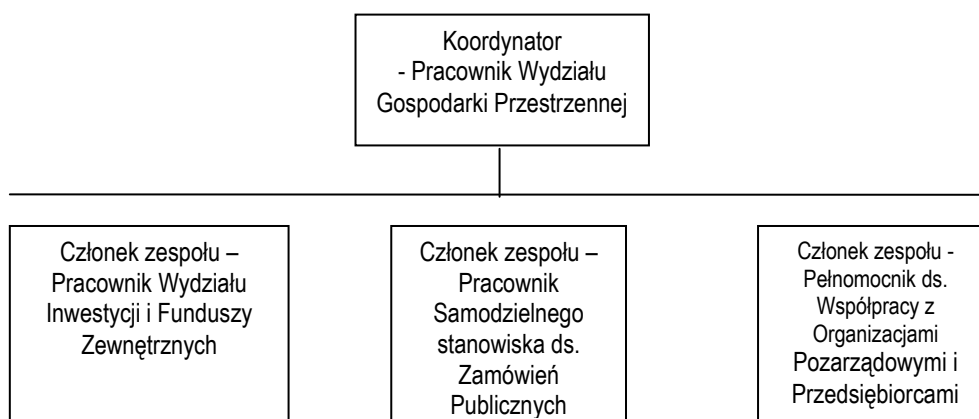 Koordynator
- Pracownik Wydziału
Gospodarki Przestrzennej
Członek zespołu –
Pracownik Wydziału
Inwestycji i Funduszy
Zewnętrznych
Członek zespołu –
Pracownik
Samodzielnego
stanowiska ds.
Zamówień
Publicznych
Członek zespołu -
Pełnomocnik ds.
Współpracy z
Organizacjami
Pozarządowymi i
Przedsiębiorcami